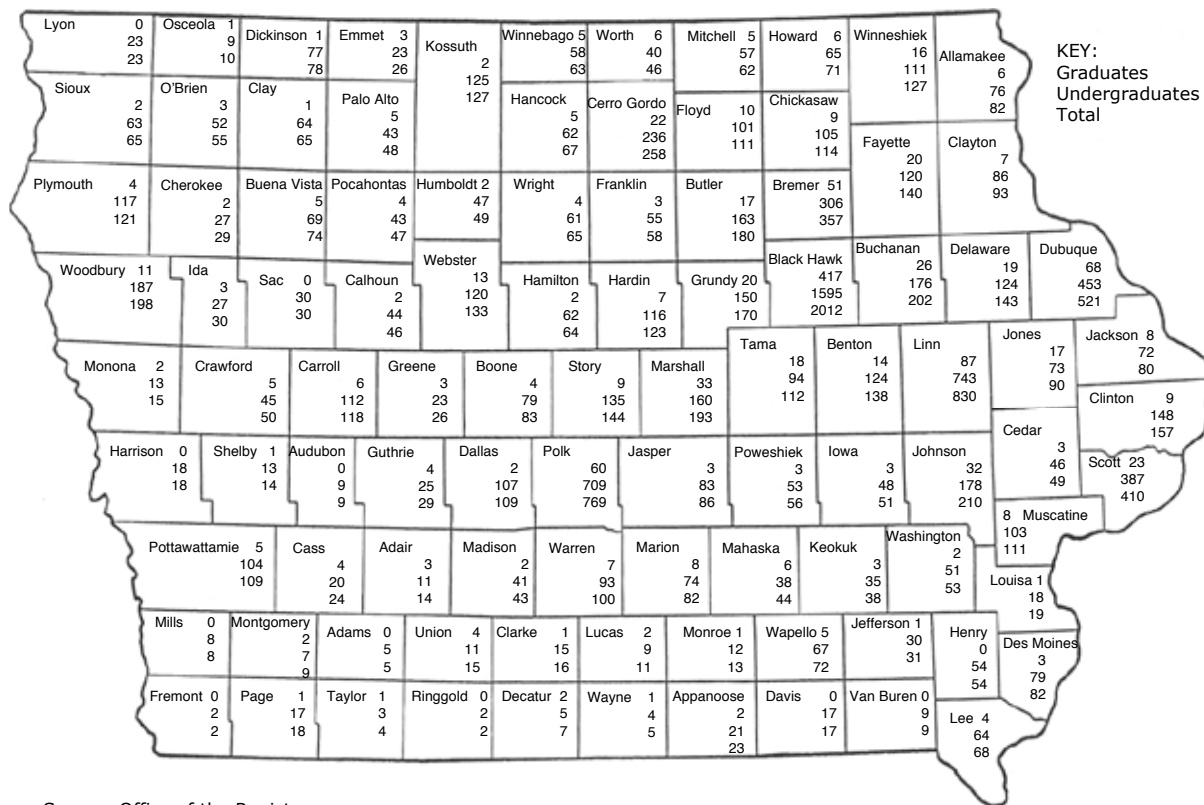 Lyon 0
23
23
Osceola 1
9
10
Dickinson 1
77
78
Emmet 3
23
26
Kossuth
2
125
127
Winnebago 5
58
63
Worth 6
40
46
Mitchell 5
57
62
Howard 6
65
71
Winneshiek
16
111
127
Allamakee
6
76
82
KEY:
Graduates
Undergraduates
Total
Sioux
2
63
65
O'Brien
3
52
55
Clay
1
64
65
Palo Alto
5
43
48
Hancock
5
62
67
Cerro Gordo
22
236
258
Floyd 10
101
111
Chickasaw
9
105
114
Fayette
20
120
140
Clayton
7
86
93
Plymouth 4
117
121
Cherokee
2
27
29
Buena Vista
5
69
74
Pocahontas
4
43
47
Humboldt 2
47
49
Wright
4
61
65
Franklin
3
55
58
Butler
17
163
180
Bremer 51
306
357
Woodbury 11
187
198
Ida
3
27
30
Sac 0
30
30
Calhoun
2
44
46
Webster
13
120
133
Hamilton
2
62
64
Hardin
7
116
123
Grundy 20
150
170
Black Hawk
417
1595
2012
Buchanan
26
176
202
Delaware
19
124
143
Dubuque
68
453
521
Monona 2
13
15
Crawford
5
45
50
Carroll
6
112
118
Greene
3
23
26
Boone
4
79
83
Story
9
135
144
Marshall
33
160
193
Tama
18
94
112
Benton
14
124
138
Linn
87
743
830
Jones
17
73
90
Jackson 8
72
80
Clinton
9
148
157
Cedar
3
46
49
Scott 23
387
410
Harrison 0
18
18
Shelby 1
13
14
Audubon
0
9
9
Guthrie
4
25
29
Dallas
2
107
109
Polk
60
709
769
Jasper
3
83
86
Poweshiek
3
53
56
Iowa
3
48
51
Johnson
32
178
210
8 Muscatine
103
111
Pottawattamie 5
104
109
Cass
4
20
24
Adair
3
11
14
Madison
2
41
43
Warren
7
93
100
Marion
8
74
82
Mahaska
6
38
44
Keokuk
3
35
38
Washington
2
51
53
Louisa 1
18
19
Mills 0
8
8
Montgomery
2
7
9
Adams 0
5
5
Union 4
11
15
Clarke 1
15
16
Lucas 2
9
11
Monroe 1
12
13
Wapello 5
67
72
Jefferson 1
30
31
Henry
0
54
54
Des Moines
3
79
82
Fremont 0
2
2
Page 1
17
18
Taylor 1
3
4
Ringgold 0
2
2
Decatur 2
5
7
Wayne 1
4
5
Appanoose
2
21
23
Davis 0
17
17
Van Buren 0
9
9
Lee 4
64
68